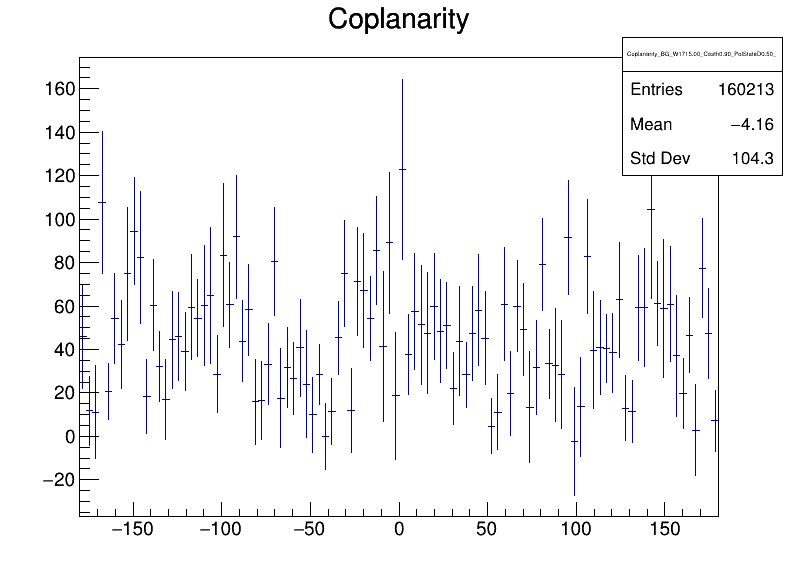 Coplanarity
Coplanarity_BG_W1715.00_Costh0.90_PolState0.50_
Entries 160213
Mean −4.16
Std Dev 104.3
160
140
120
100
80
60
40
20
0
−20
−150 −100 −50 0 50 100 150